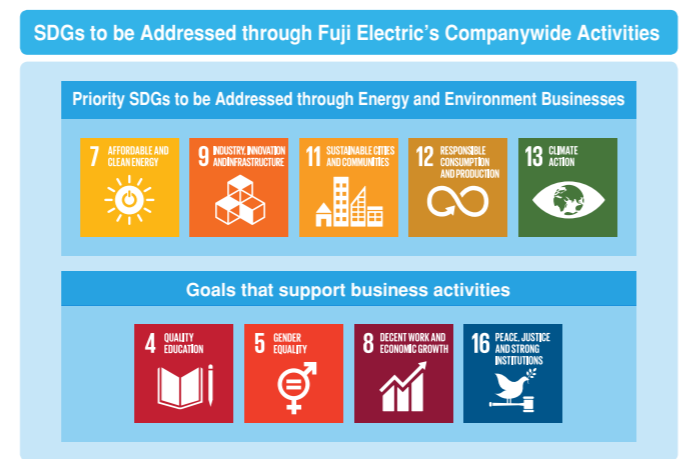 SDGs to be Addressed through Fuji Electric's Companywide Activities
Priority SDGs to be Addressed through Energy and Environment Businesses
7 AFFORDABLE AND
CLEAN ENERGY
9 INDUSTRY, INNOVATION
AND INFRASTRUCTURE
11 SUSTAINABLE CITIES
AND COMMUNITIES
12 RESPONSIBLE
CONSUMPTION
AND PRODUCTION
13 CLIMATE
ACTION
Goals that support business activities
4 QUALITY
EDUCATION
5 GENDER
EQUALITY
8 DECENT WORK AND
ECONOMIC GROWTH
16 PEACE, JUSTICE
AND STRONG
INSTITUTIONS